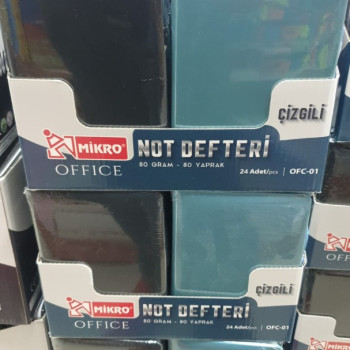 ÇİZGİLİ
MİKRO®
NOT DEFTERİ
80 GRAM - 80 YAPRAK
OFFICE
24 Adet/pcs | OFC-01
ÇİZGİLİ
MİKRO
NOT DEFTERİ
80 GRAM - 80 YAPRAK
OFFICE
24 Adet/pcs | OFC-01